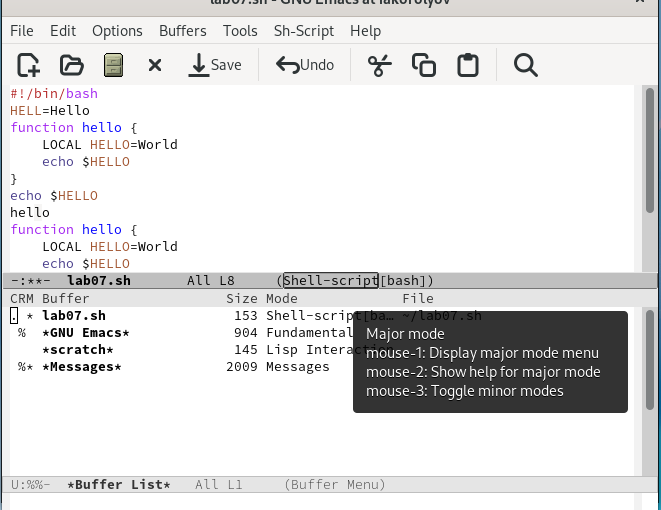 lab07.sh - GNU Emacs at
File Edit Options Buffers Tools Sh-Script Help
Save Undo
#!/bin/bash
HELL=Hello
function hello {
    LOCAL HELLO=World
    echo $HELLO
}
echo $HELLO
hello
function hello {
    LOCAL HELLO=World
    echo $HELLO
-:**-  lab07.sh       All L8     (Shell-script[bash])
CRM Buffer                 Size Mode             File
. * lab07.sh                153 Shell-script[ba… ~/lab07.sh
 %  *GNU Emacs*             904 Fundamental
    *scratch*               145 Lisp Interaction
 %* *Messages*             2009 Messages
Major mode
mouse-1: Display major mode menu
mouse-2: Show help for major mode
mouse-3: Toggle minor modes
U:%%-  *Buffer List*   All L1     (Buffer Menu)